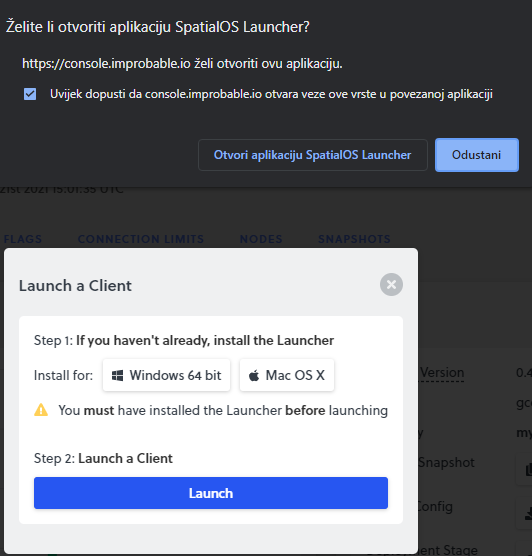 Želite li otvoriti aplikaciju SpatialOS Launcher?
https://console.improbable.io želi otvoriti ovu aplikaciju.
Uvijek dopusti da console.improbable.io otvara veze ove vrste u povezanoj aplikaciji
Otvori aplikaciju SpatialOS Launcher
Odustani
21st 2021 15:01:35 UTC
FLAGS CONNECTION LIMITS NODES SNAPSHOTS
Launch a Client
Step 1: If you haven't already, install the Launcher
Install for: Windows 64 bit Mac OS X
You must have installed the Launcher before launching
Step 2: Launch a Client
Launch
Version 0.4
gc
my
Snapshot
Config
Stage